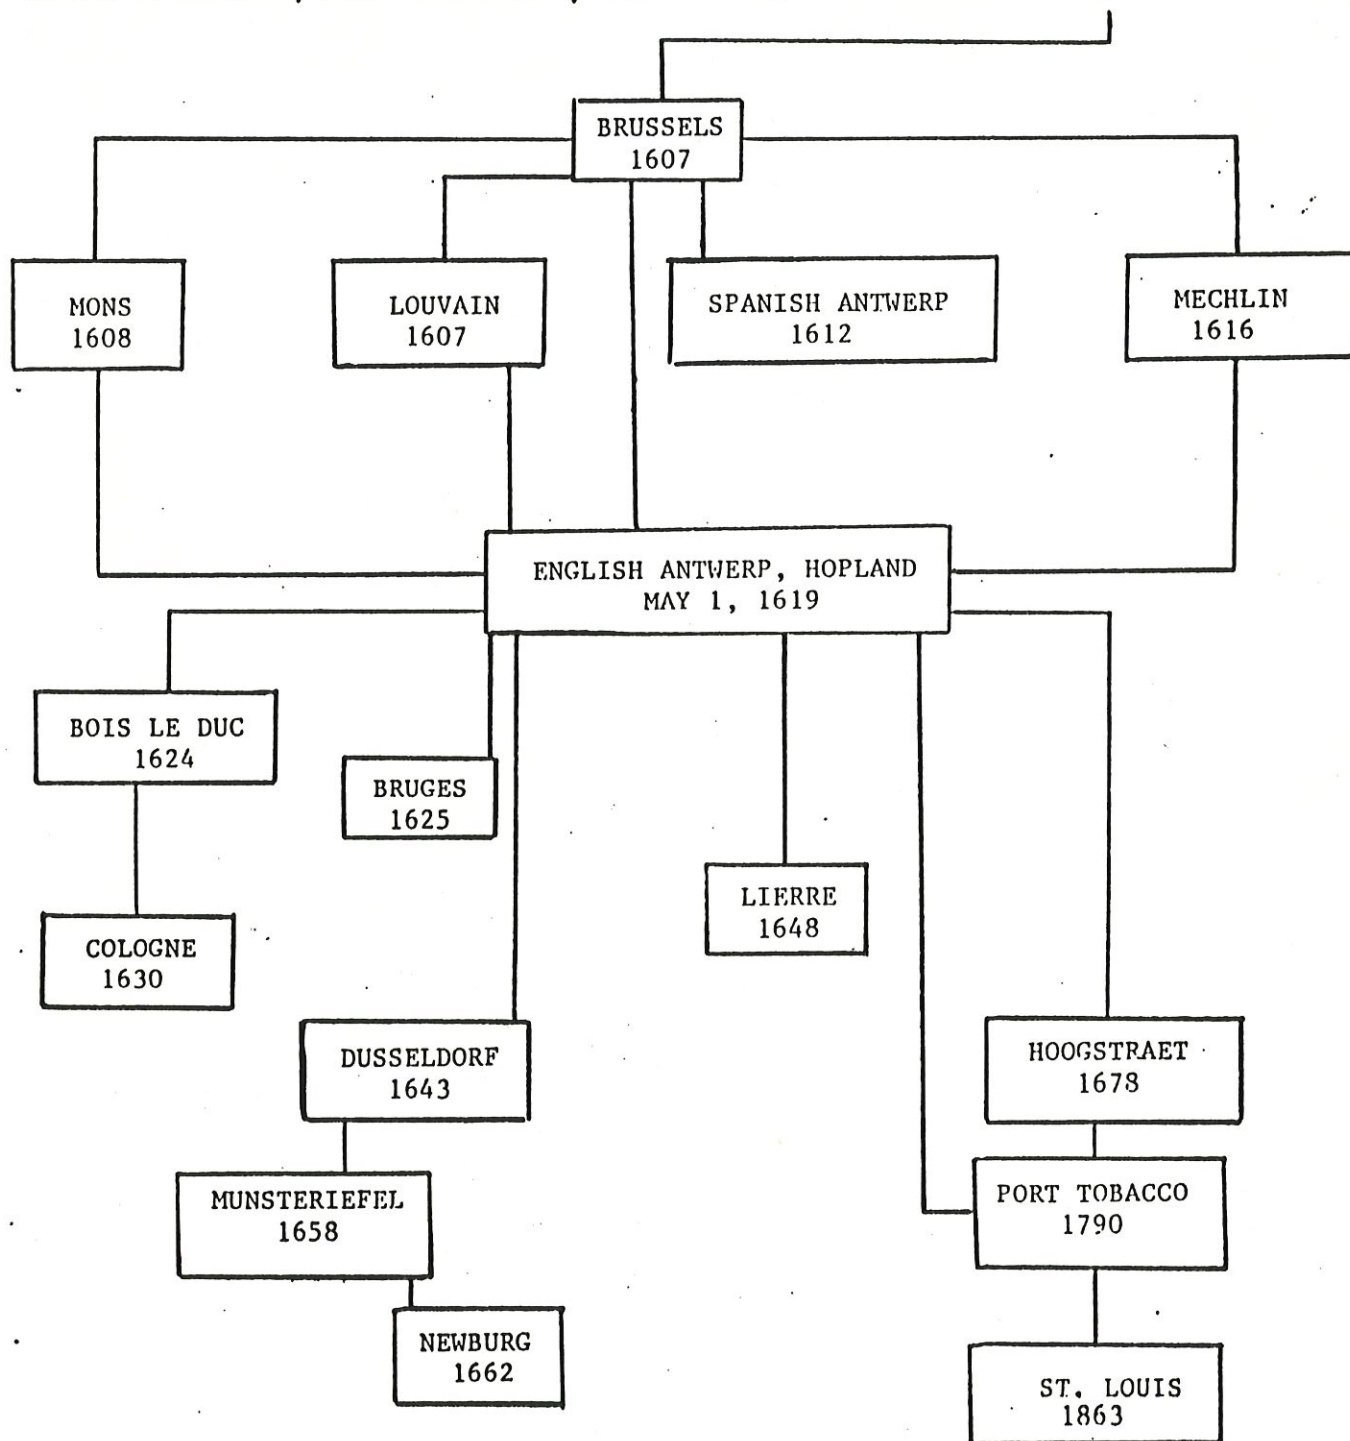 BRUSSELS
1607
MONS
1608
LOUVAIN
1607
SPANISH ANTWERP
1612
MECHLIN
1616
ENGLISH ANTWERP, HOPLAND
MAY 1, 1619
BOIS LE DUC
1624
BRUGES
1625
LIERRE
1648
COLOGNE
1630
DUSSELDORF
1643
HOOGSTRAET
1678
MUNSTERIEFEL
1658
PORT TOBACCO
1790
NEWBURG
1662
ST. LOUIS
1863